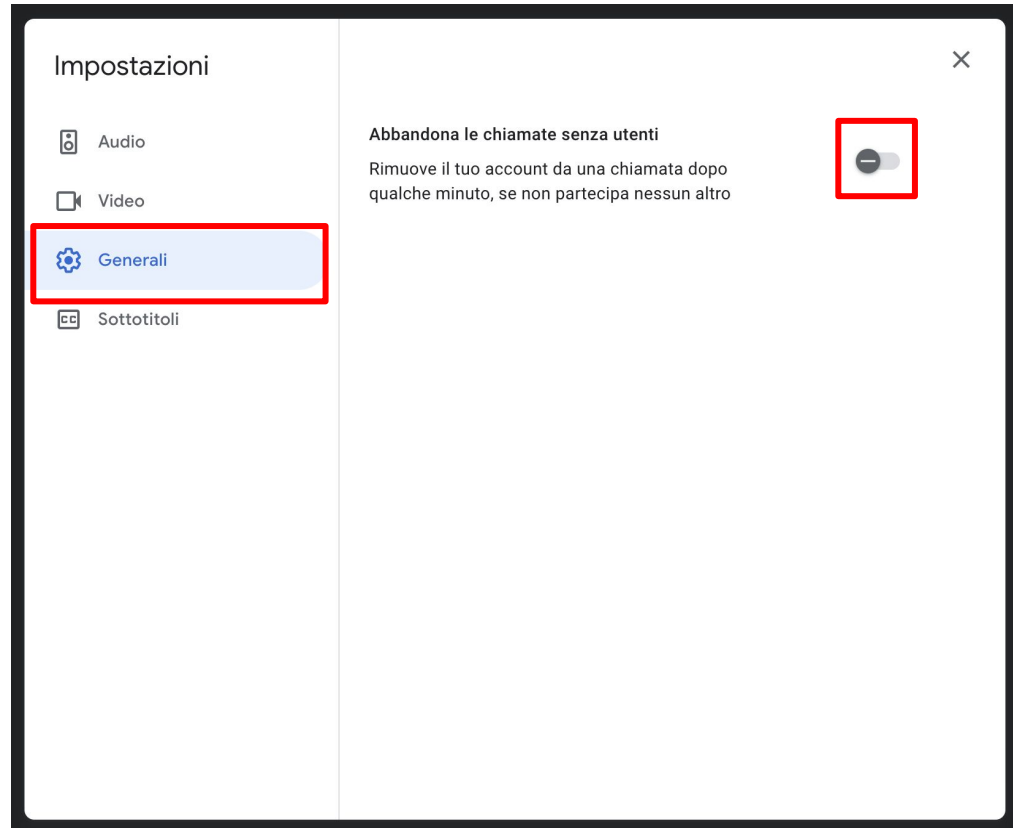 Impostazioni
Audio
Video
Generali
CC Sottotitoli
Abbandona le chiamate senza utenti
Rimuove il tuo account da una chiamata dopo
qualche minuto, se non partecipa nessun altro